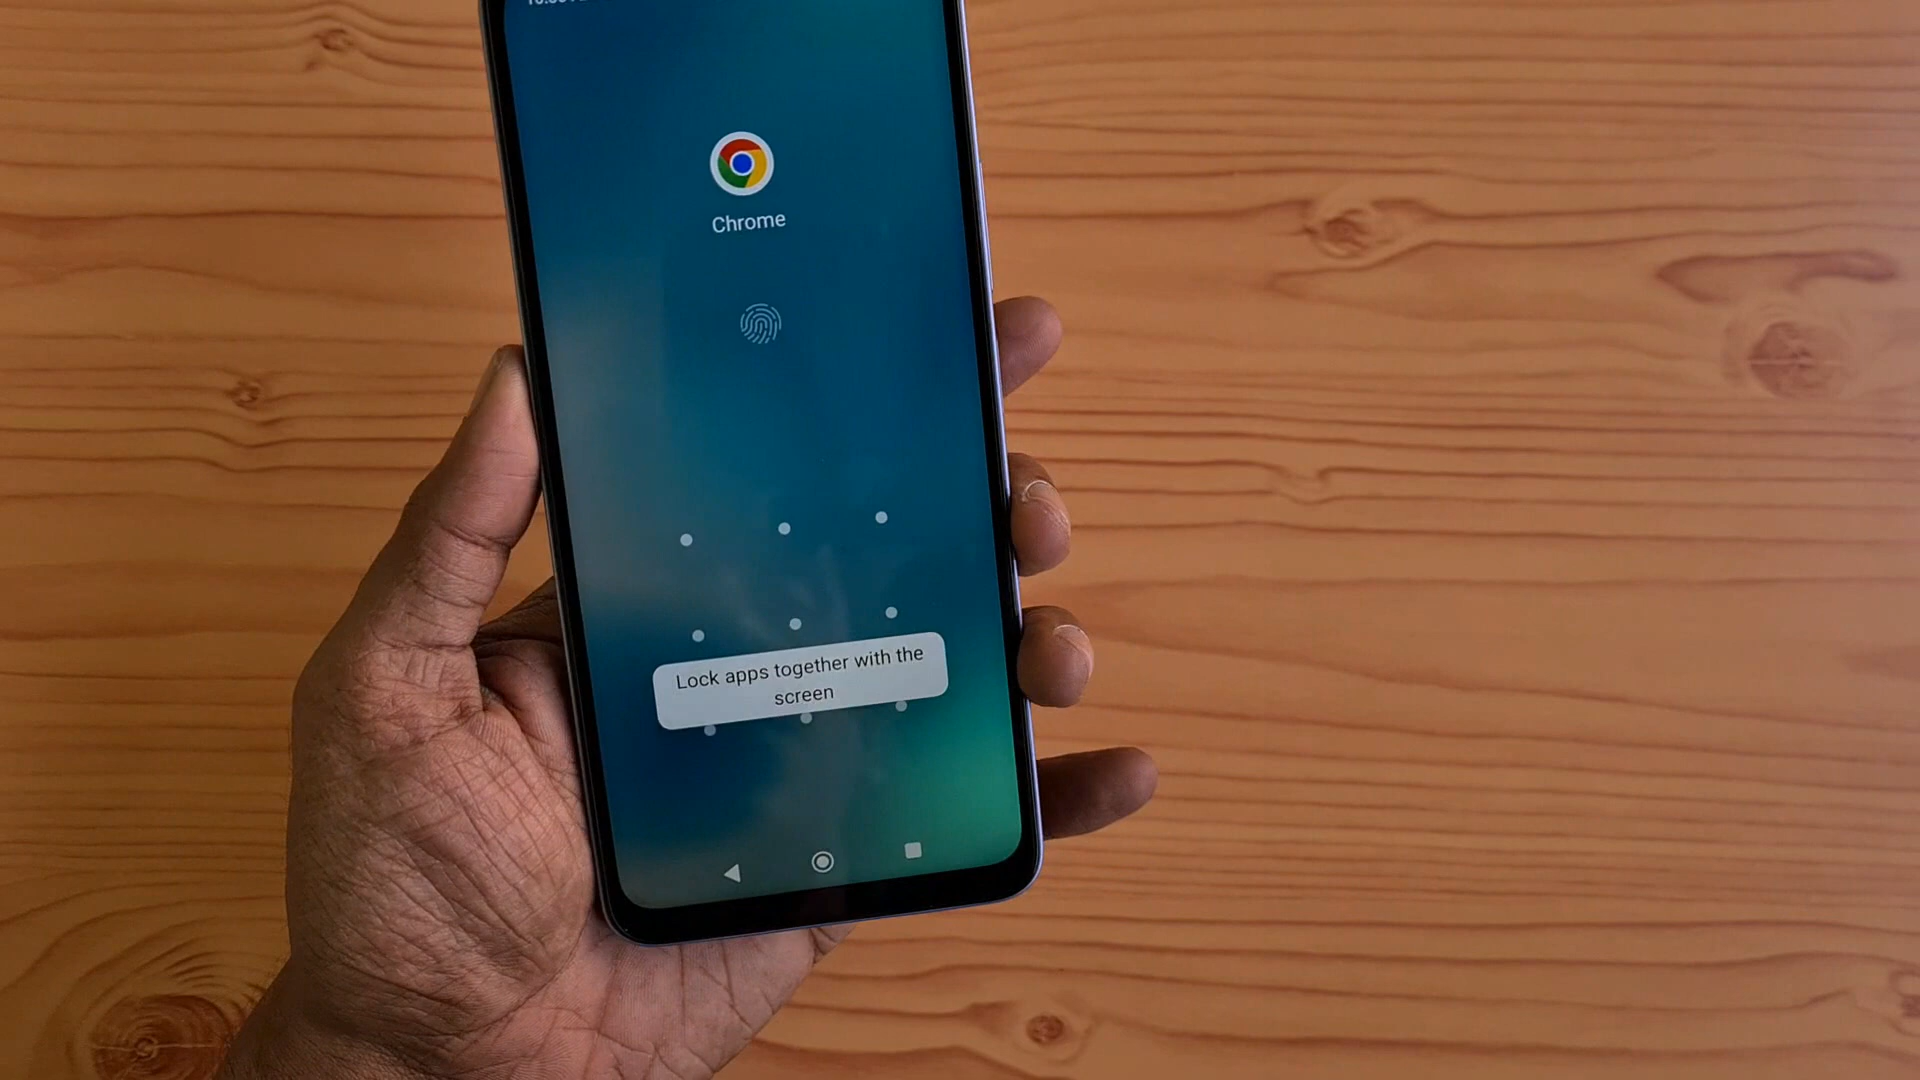 Chrome
Lock apps together with the
screen